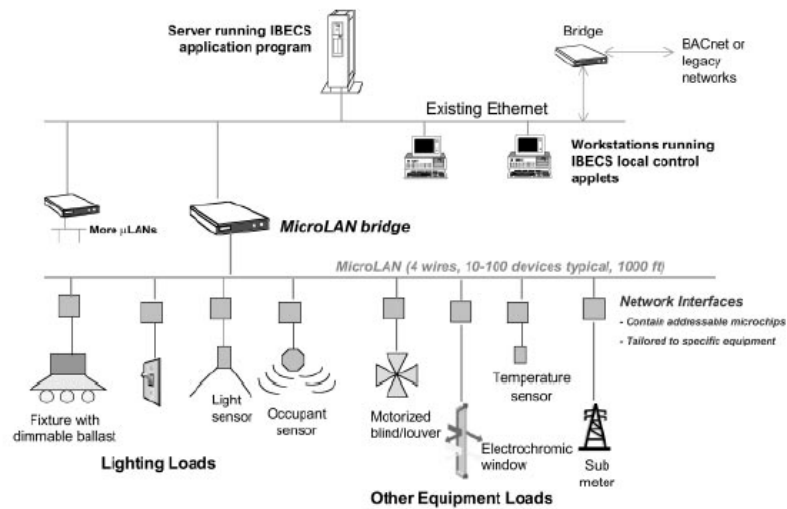 Server running IBECS
application program
Bridge
BACnet or
legacy
networks
Existing Ethernet
Workstations running
IBECS local control
applets
More µLANs
MicroLAN bridge
MicroLAN (4 wires, 10-100 devices typical, 1000 ft)
Network Interfaces
- Contain addressable microchips
- Tailored to specific equipment
Fixture with
dimmable ballast
Light
sensor
Occupant
sensor
Motorized
blind/louver
Temperature
sensor
Electrochromic
window
Sub
meter
Lighting Loads
Other Equipment Loads